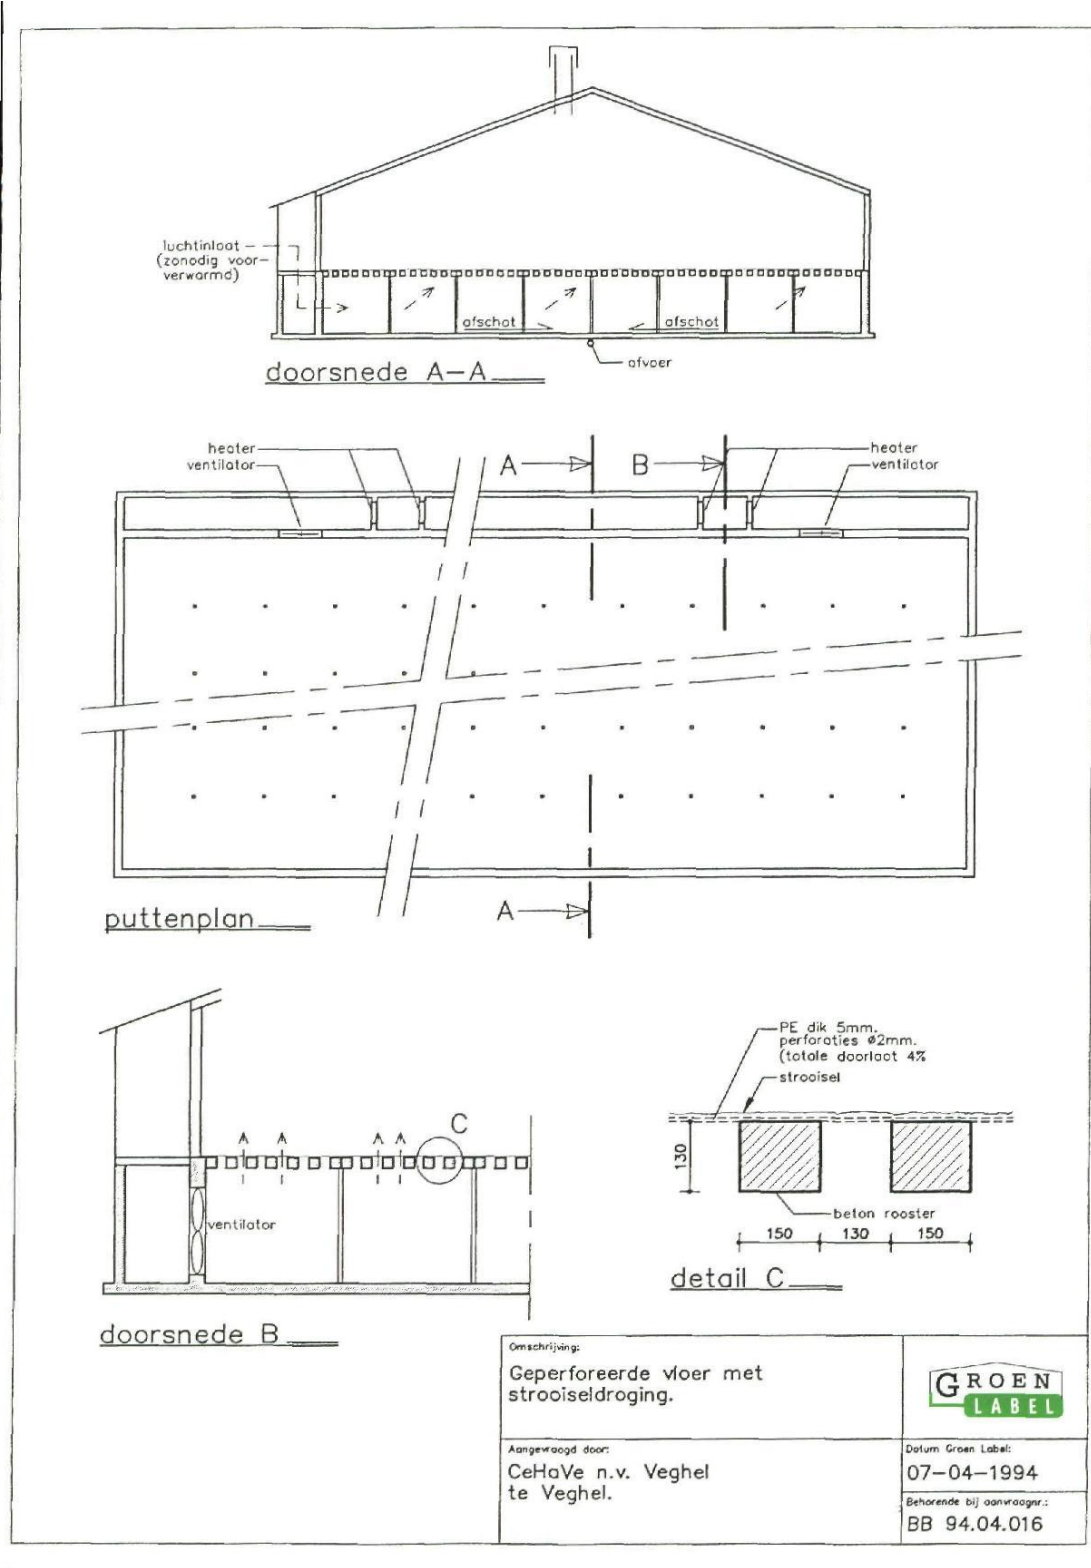 luchtinlaat
(zonodig voor-
verwarmd)
afschot
afschot
afvoer
doorsnede A-A
heater
ventilator
A
B
heater
ventilator
A
puttenplan
C
ventilator
doorsnede B
PE dik 5mm.
perforaties ø2mm.
(totale doorlaat 4%
strooisel
130
beton rooster
150
130
150
detail C
Omschrijving:
Geperforeerde vloer met
strooiseldroging.
GROEN
LABEL
Aangevraagd door:
CeHaVe n.v. Veghel
te Veghel.
Datum Groen Label:
07-04-1994
Behorende bij aanvraagnr.:
BB 94.04.016